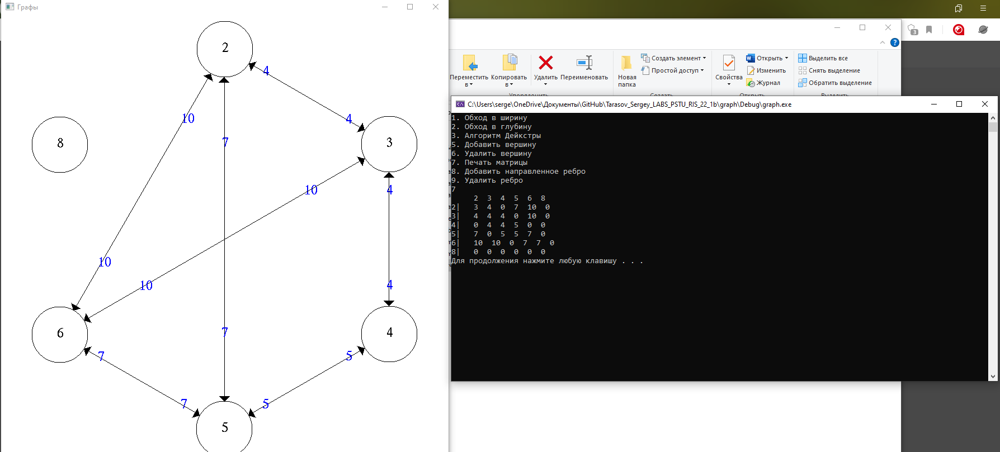 Графы
2
4
10
4
8
7
3
10
4
10
10
4
7
6
4
7
5
7
5
5
3
?
Переместить в
Копировать в
Удалить
Переименовать
Новая папка
Создать элемент
Простой доступ
Свойства
Открыть
Изменить
Журнал
Выделить все
Снять выделение
Обратить выделение
C:\Users\serge\OneDrive\Документы\GitHub\Tarasov_Sergey_LABS_PSTU_RIS_22_1b\graph\Debug\graph.exe
1. Обход в ширину
2. Обход в глубину
3. Алгоритм Дейкстры
5. Добавить вершину
6. Удалить вершину
7. Печать матрицы
8. Добавить направленное ребро
9. Удалить ребро
7
2 3 4 5 6 8
2| 3 4 0 7 10 0
3| 4 4 4 0 10 0
4| 0 4 4 5 0 0
5| 7 0 5 5 7 0
6| 10 10 0 7 7 0
8| 0 0 0 0 0 0
Для продолжения нажмите любую клавишу . . .